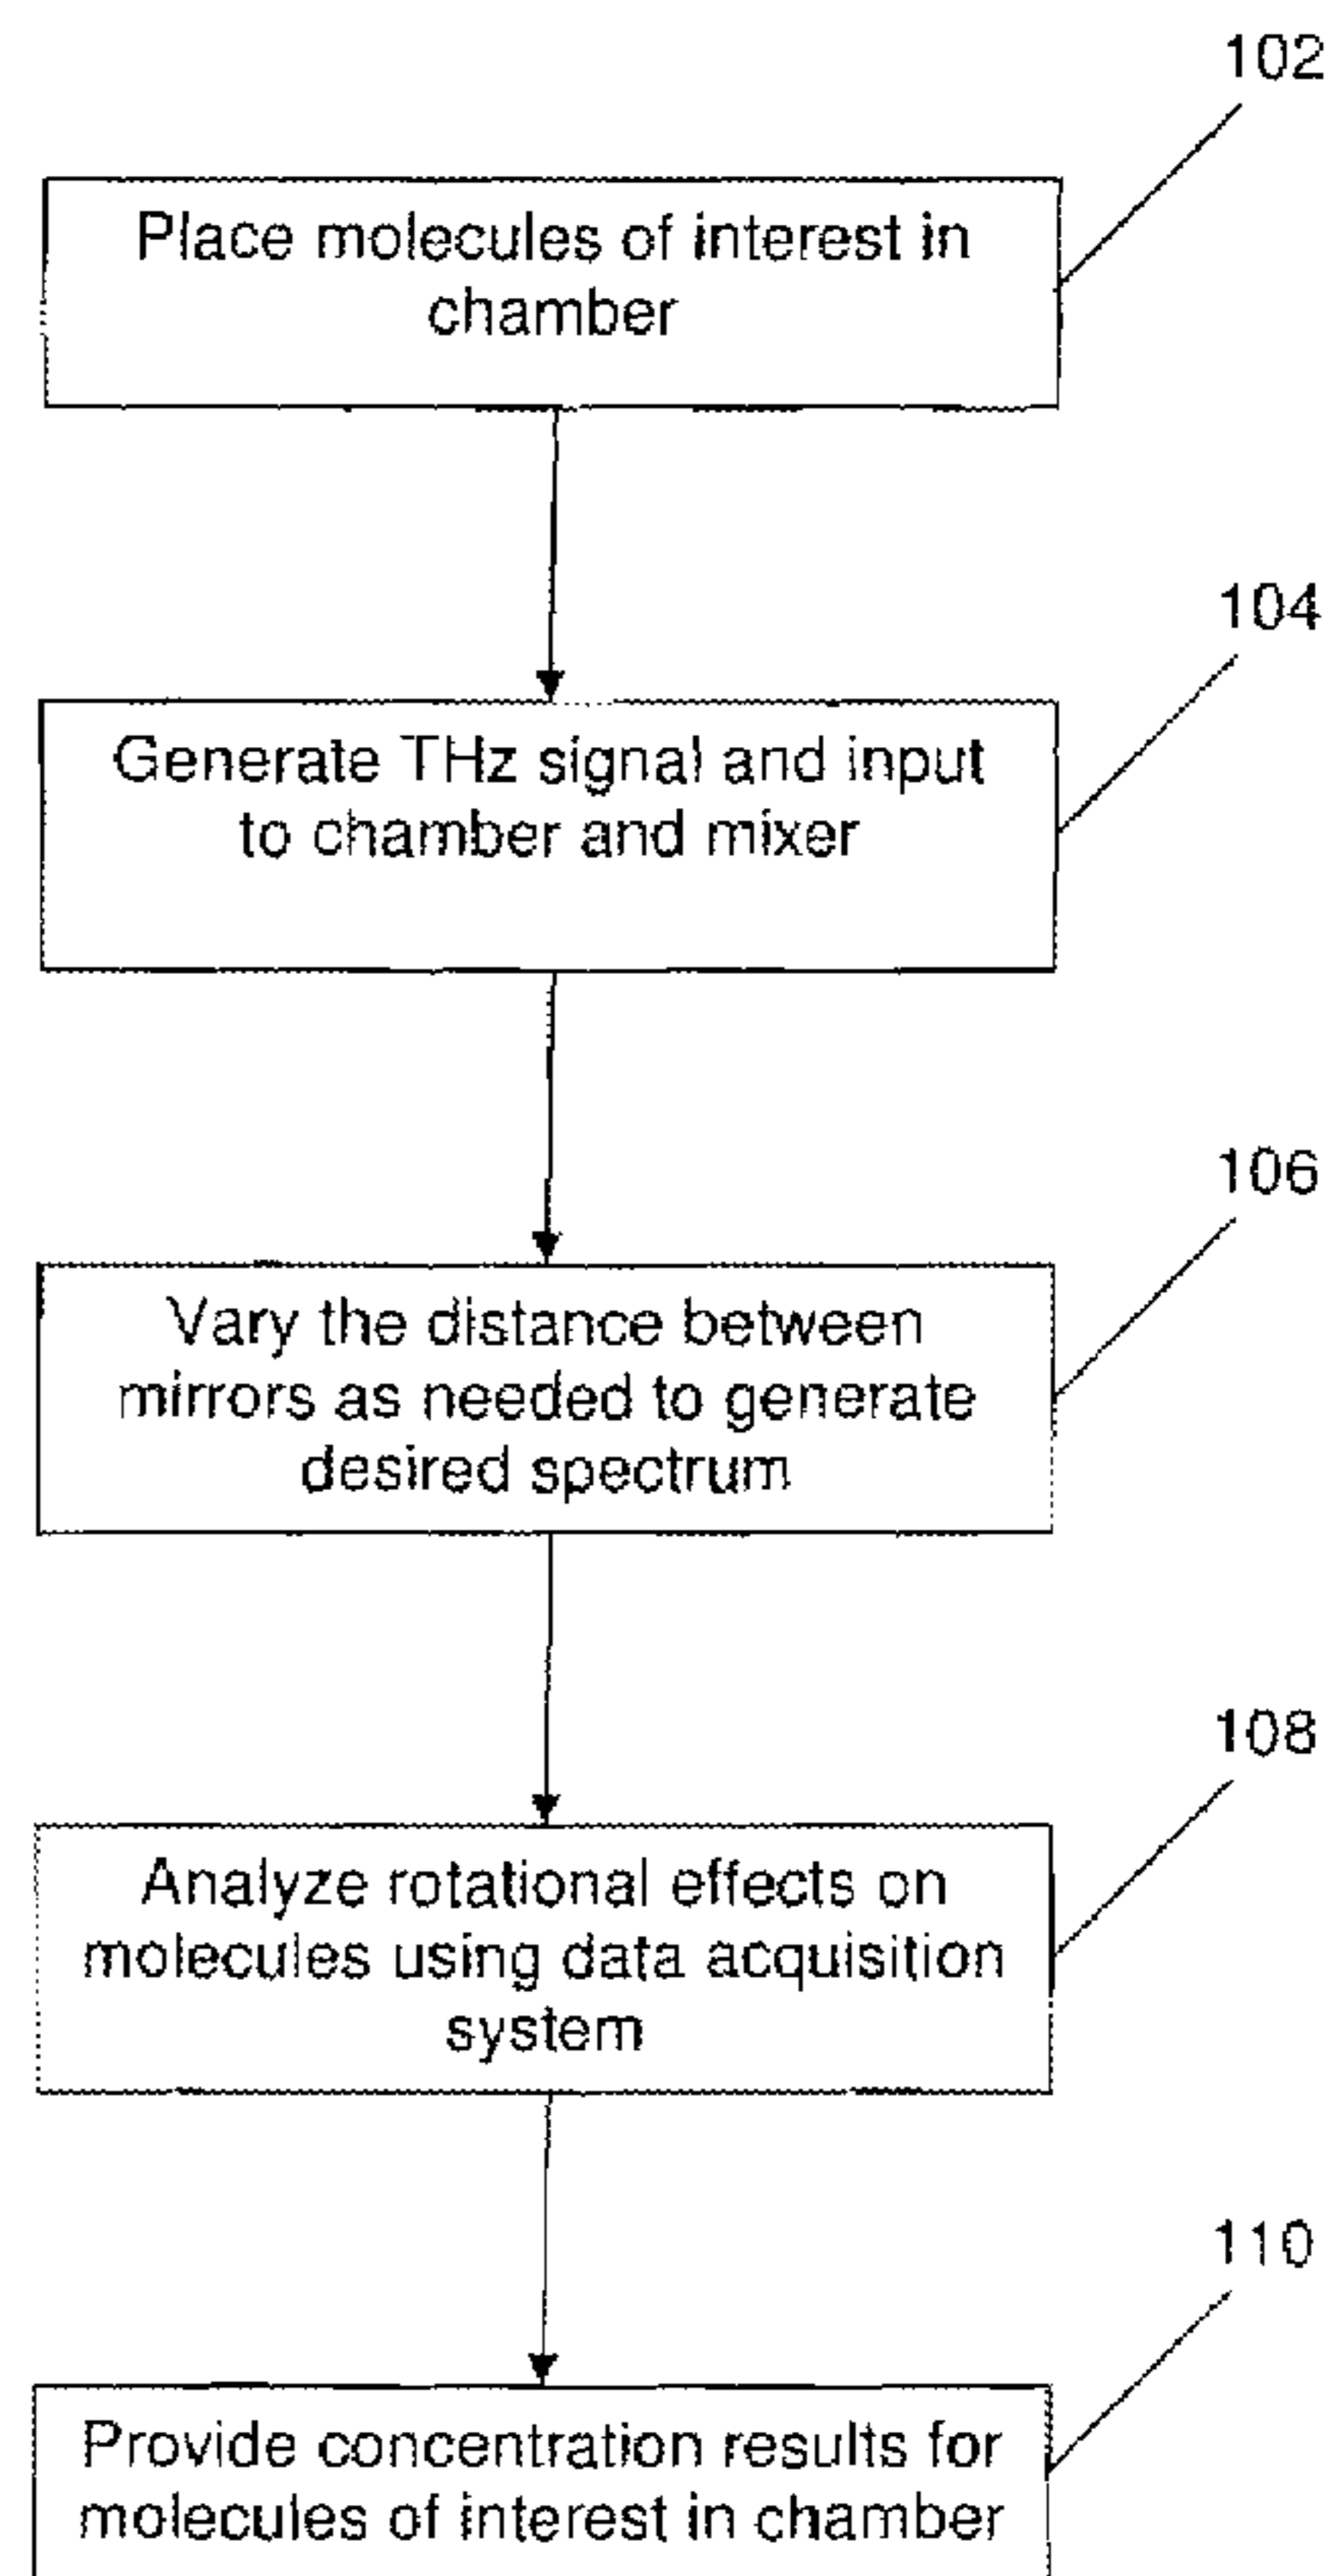 102
Place molecules of interest in
chamber
104
Generate THz signal and input
to chamber and mixer
106
Vary the distance between
mirrors as needed to generate
desired spectrum
108
Analyze rotational effects on
molecules using data acquisition
system
110
Provide concentration results for
molecules of interest in chamber